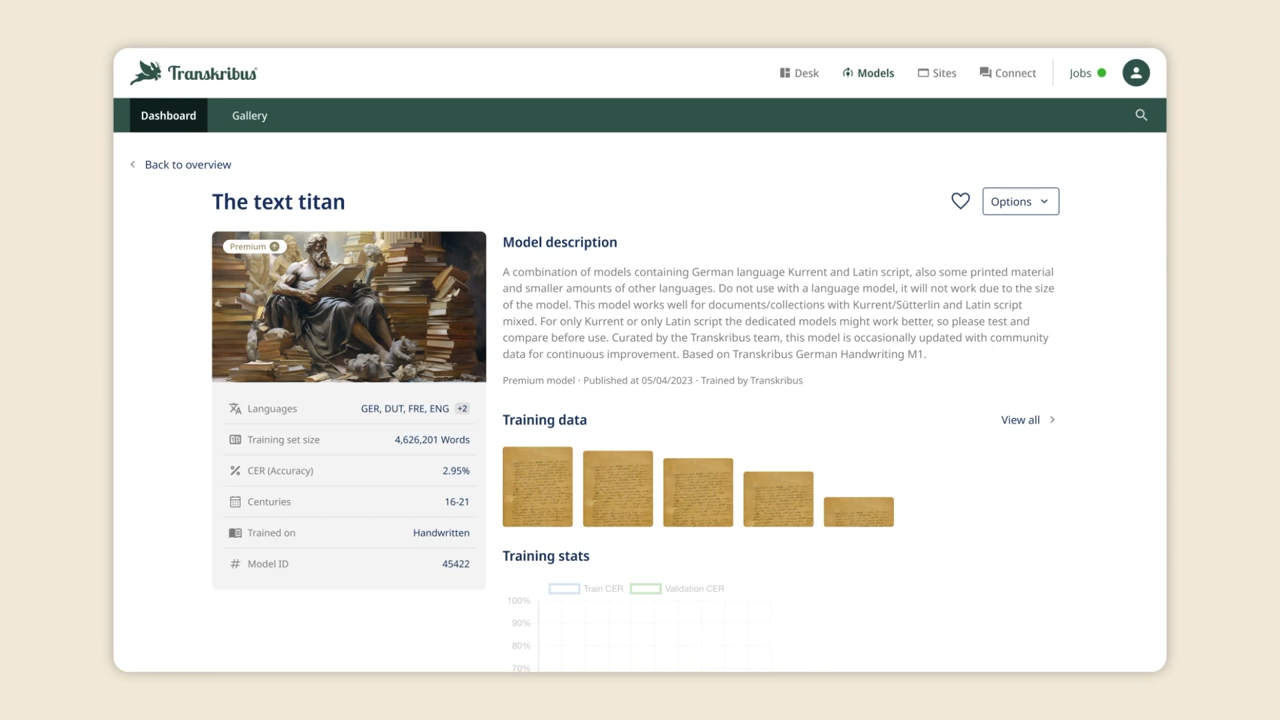 Transkribus
Desk
Models
Sites
Connect
Jobs
Dashboard
Gallery
Back to overview
The text titan
Options
Premium
Languages GER, DUT, FRE, ENG +2
Training set size 4,626,201 Words
CER (Accuracy) 2.95%
Centuries 16-21
Trained on Handwritten
Model ID 45422
Model description
A combination of models containing German language Kurrent and Latin script, also some printed material
and smaller amounts of other languages. Do not use with a language model, it will not work due to the size
of the model. This model works well for documents/collections with Kurrent/Sütterlin and Latin script
mixed. For only Kurrent or only Latin script the dedicated models might work better, so please test and
compare before use. Curated by the Transkribus team, this model is occasionally updated with community
data for continuous improvement. Based on Transkribus German Handwriting M1.
Premium model · Published at 05/04/2023 · Trained by Transkribus
Training data
View all
Training stats
Train CER
Validation CER
100%
90%
80%
70%